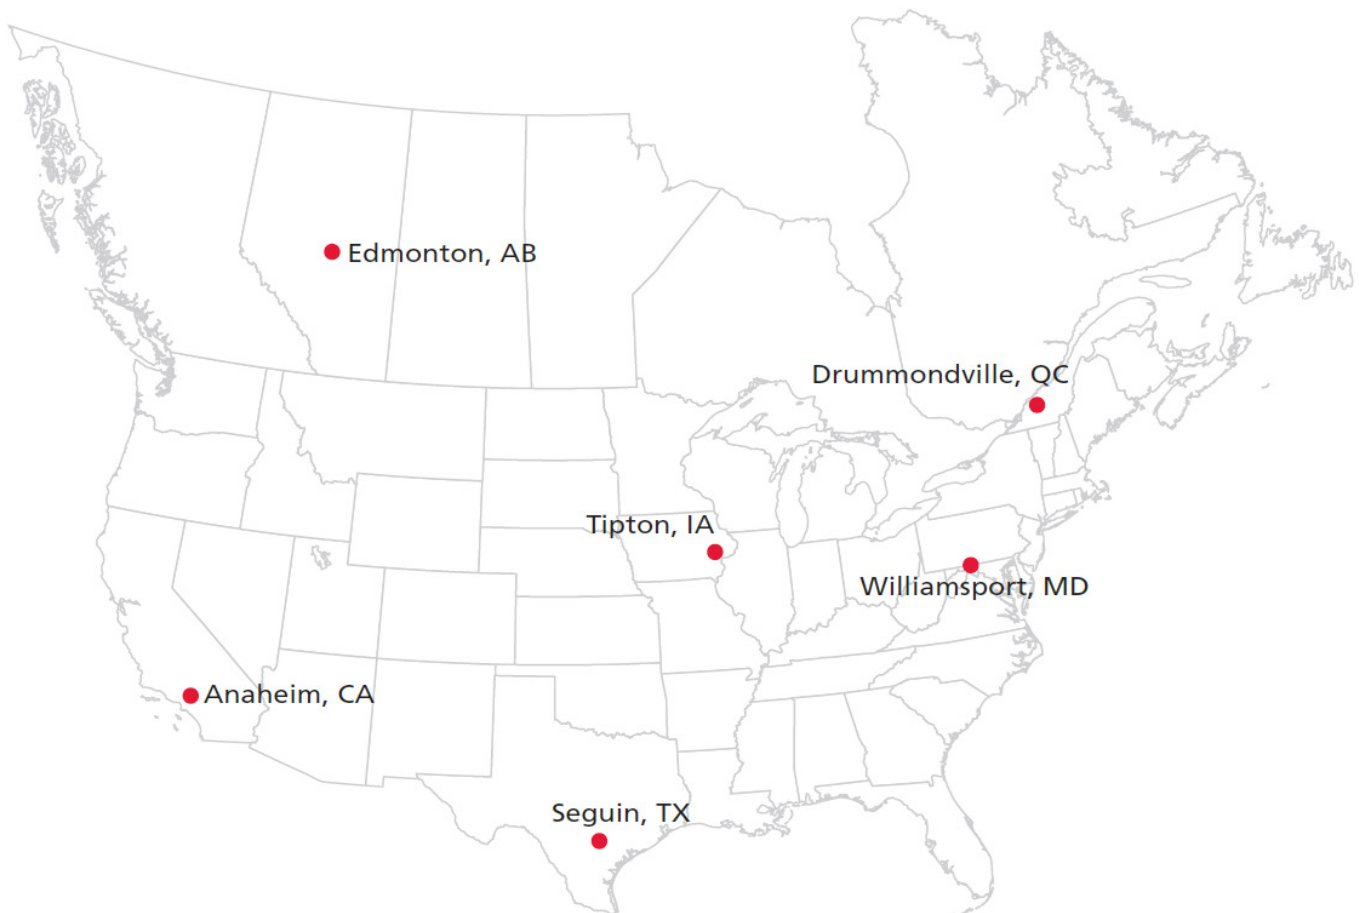 Edmonton, AB
Drummondville, QC
Tipton, IA
Williamsport, MD
Anaheim, CA
Seguin, TX